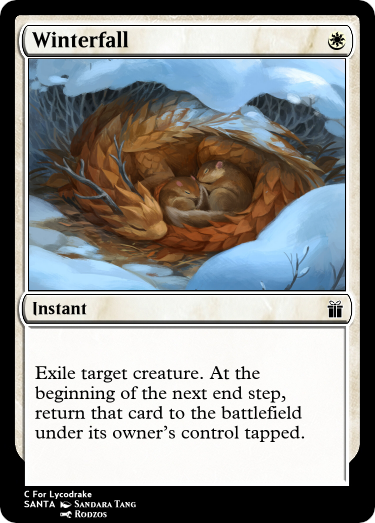 Winterfall
Instant
Exile target creature. At the
beginning of the next end step,
return that card to the battlefield
under its owner's control tapped.
C For Lycodrake
SANTA Sandara Tang
Rodzos